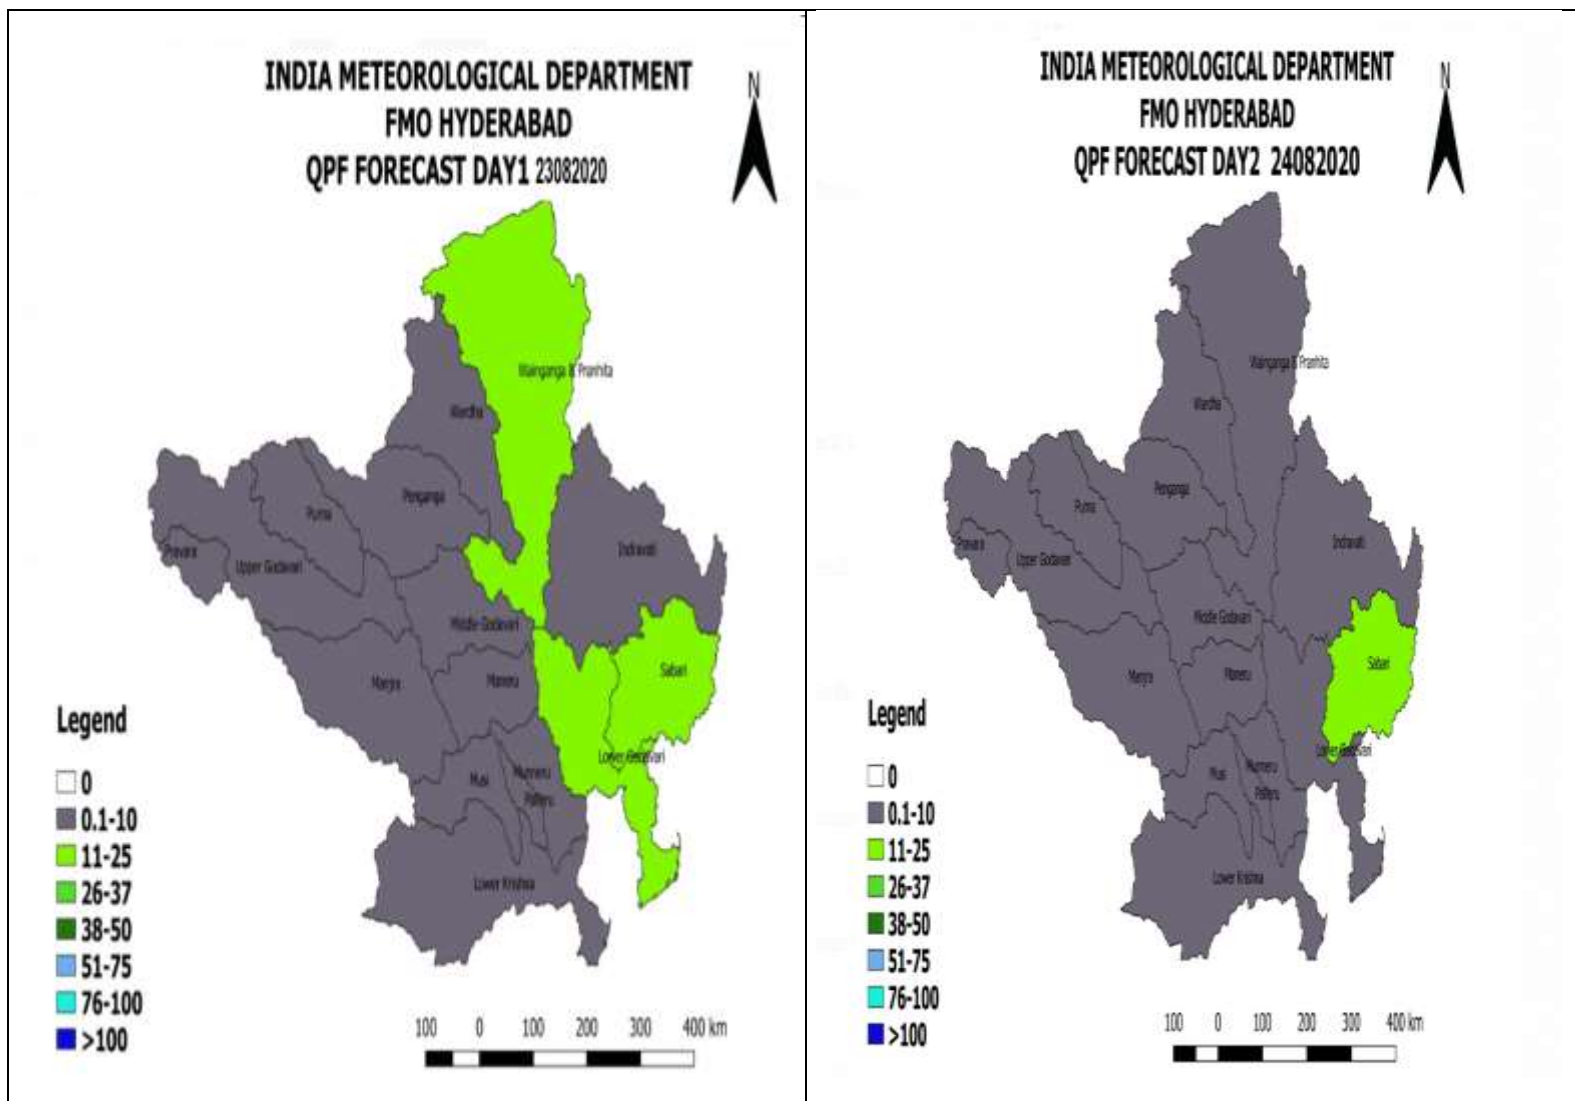 INDIA METEOROLOGICAL DEPARTMENT
FMO HYDERABAD
QPF FORECAST DAY1 23082020
N
Wainganga & Pranhita
Wardha
Penganga
Purna
Indravati
Pravara
Upper Godavari
Middle Godavari
Sabari
Manjra
Maneru
Lower Godavari
Musi
Munneru
Palleru
Lower Krishna
Legend
0
0.1-10
11-25
26-37
38-50
51-75
76-100
>100
100 0 100 200 300 400 km
INDIA METEOROLOGICAL DEPARTMENT
FMO HYDERABAD
QPF FORECAST DAY2 24082020
N
Wainganga & Pranhita
Wardha
Penganga
Purna
Indravati
Pravara
Upper Godavari
Middle Godavari
Sabari
Manjra
Maneru
Lower Godavari
Musi
Munneru
Palleru
Lower Krishna
Legend
0
0.1-10
11-25
26-37
38-50
51-75
76-100
>100
100 0 100 200 300 400 km